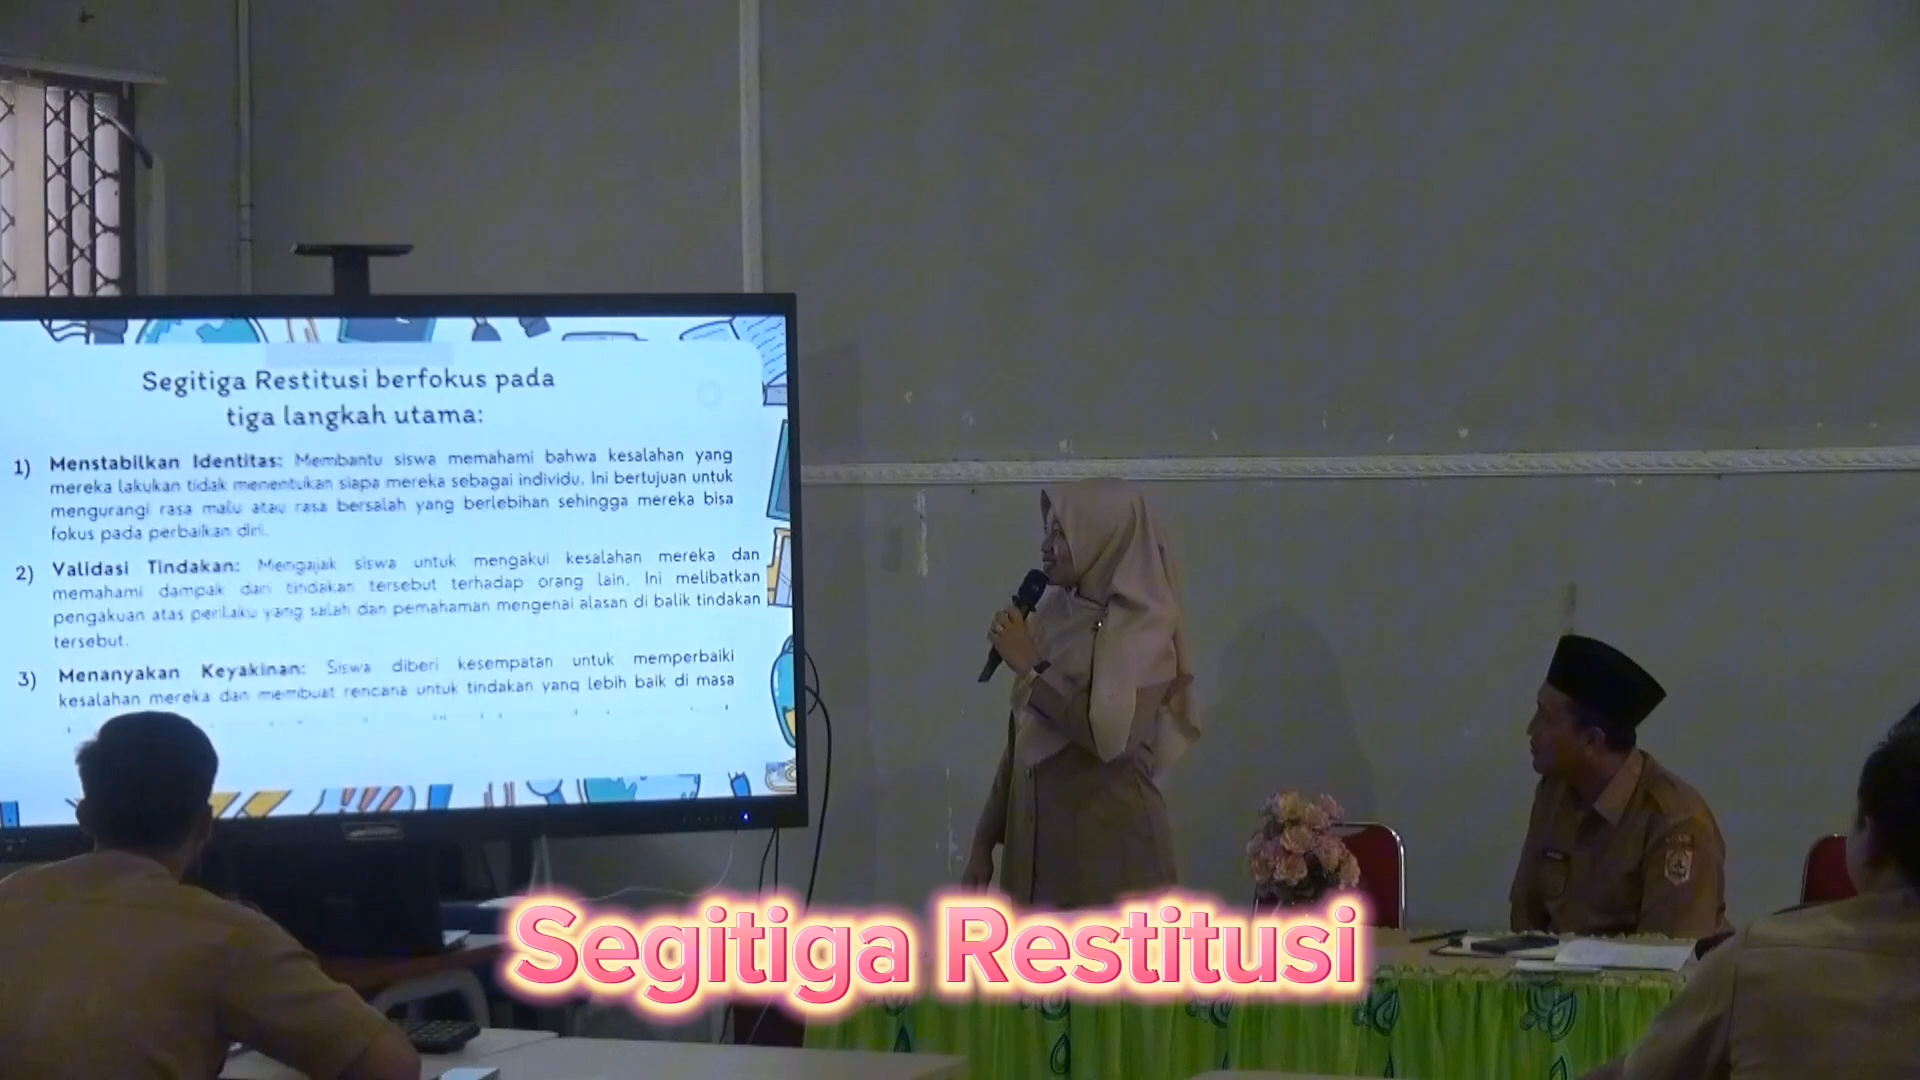 Segitiga Restitusi berfokus pada
tiga langkah utama:
1) Menstabilkan Identitas: Membantu siswa memahami bahwa kesalahan yang
mereka lakukan tidak menentukan siapa mereka sebagai individu. Ini bertujuan untuk
mengurangi rasa malu atau rasa bersalah yang berlebihan sehingga mereka bisa
fokus pada perbaikan diri.
2) Validasi Tindakan: Mengajak siswa untuk mengakui kesalahan mereka dan
memahami dampak dari tindakan tersebut terhadap orang lain. Ini melibatkan
pengakuan atas perilaku yang salah dan pemahaman mengenai alasan di balik tindakan
tersebut.
3) Menanyakan Keyakinan: Siswa diberi kesempatan untuk memperbaiki
kesalahan mereka dan membuat rencana untuk tindakan yang lebih baik di masa
Segitiga Restitusi